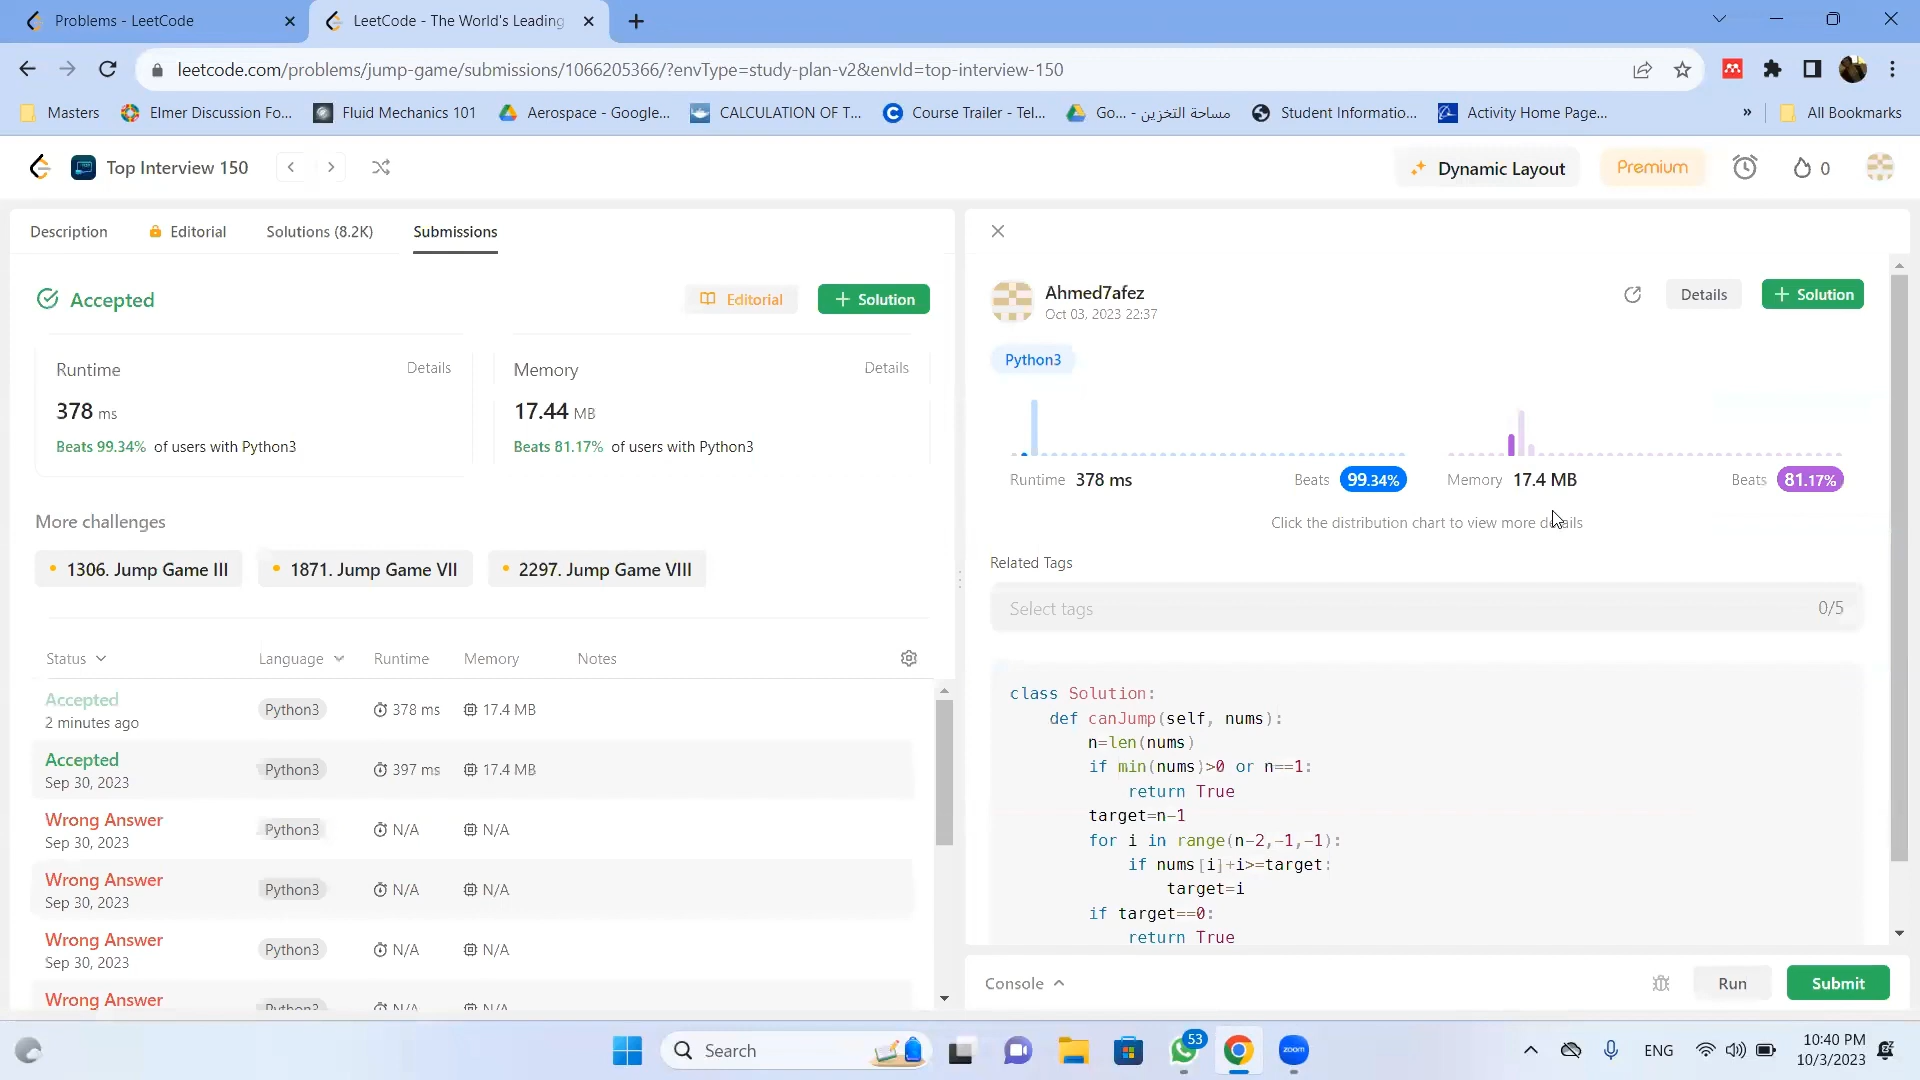 Problems - LeetCode
LeetCode - The World's Leading
leetcode.com/problems/jump-game/submissions/1066205366/?envType=study-plan-v2&envId=top-interview-150
Masters
Elmer Discussion Fo...
Fluid Mechanics 101
Aerospace - Google...
CALCULATION OF T...
Course Trailer - Tel...
Go... - مساحة التخزين
Student Informatio...
Activity Home Page...
»
All Bookmarks
Top Interview 150
Dynamic Layout
Premium
0
Description
Editorial
Solutions (8.2K)
Submissions
Accepted
Editorial
+ Solution
Runtime
Details
378 ms
Beats 99.34% of users with Python3
Memory
Details
17.44 MB
Beats 81.17% of users with Python3
More challenges
1306. Jump Game III
1871. Jump Game VII
2297. Jump Game VIII
Status
Language
Runtime
Memory
Notes
Accepted
2 minutes ago
Python3
378 ms
17.4 MB
Accepted
Sep 30, 2023
Python3
397 ms
17.4 MB
Wrong Answer
Sep 30, 2023
Python3
N/A
N/A
Wrong Answer
Sep 30, 2023
Python3
N/A
N/A
Wrong Answer
Sep 30, 2023
Python3
N/A
N/A
Wrong Answer
Python3
N/A
N/A
Ahmed7afez
Oct 03, 2023 22:37
Details
+ Solution
Python3
Runtime 378 ms
Beats 99.34%
Memory 17.4 MB
Beats 81.17%
Click the distribution chart to view more details
Related Tags
Select tags
0/5
class Solution:
def canJump(self, nums):
n=len(nums)
if min(nums)>0 or n==1:
return True
target=n-1
for i in range(n-2,-1,-1):
if nums[i]+i>=target:
target=i
if target==0:
return True
Console
Run
Submit
Search
53
zoom
ENG
10:40 PM
10/3/2023